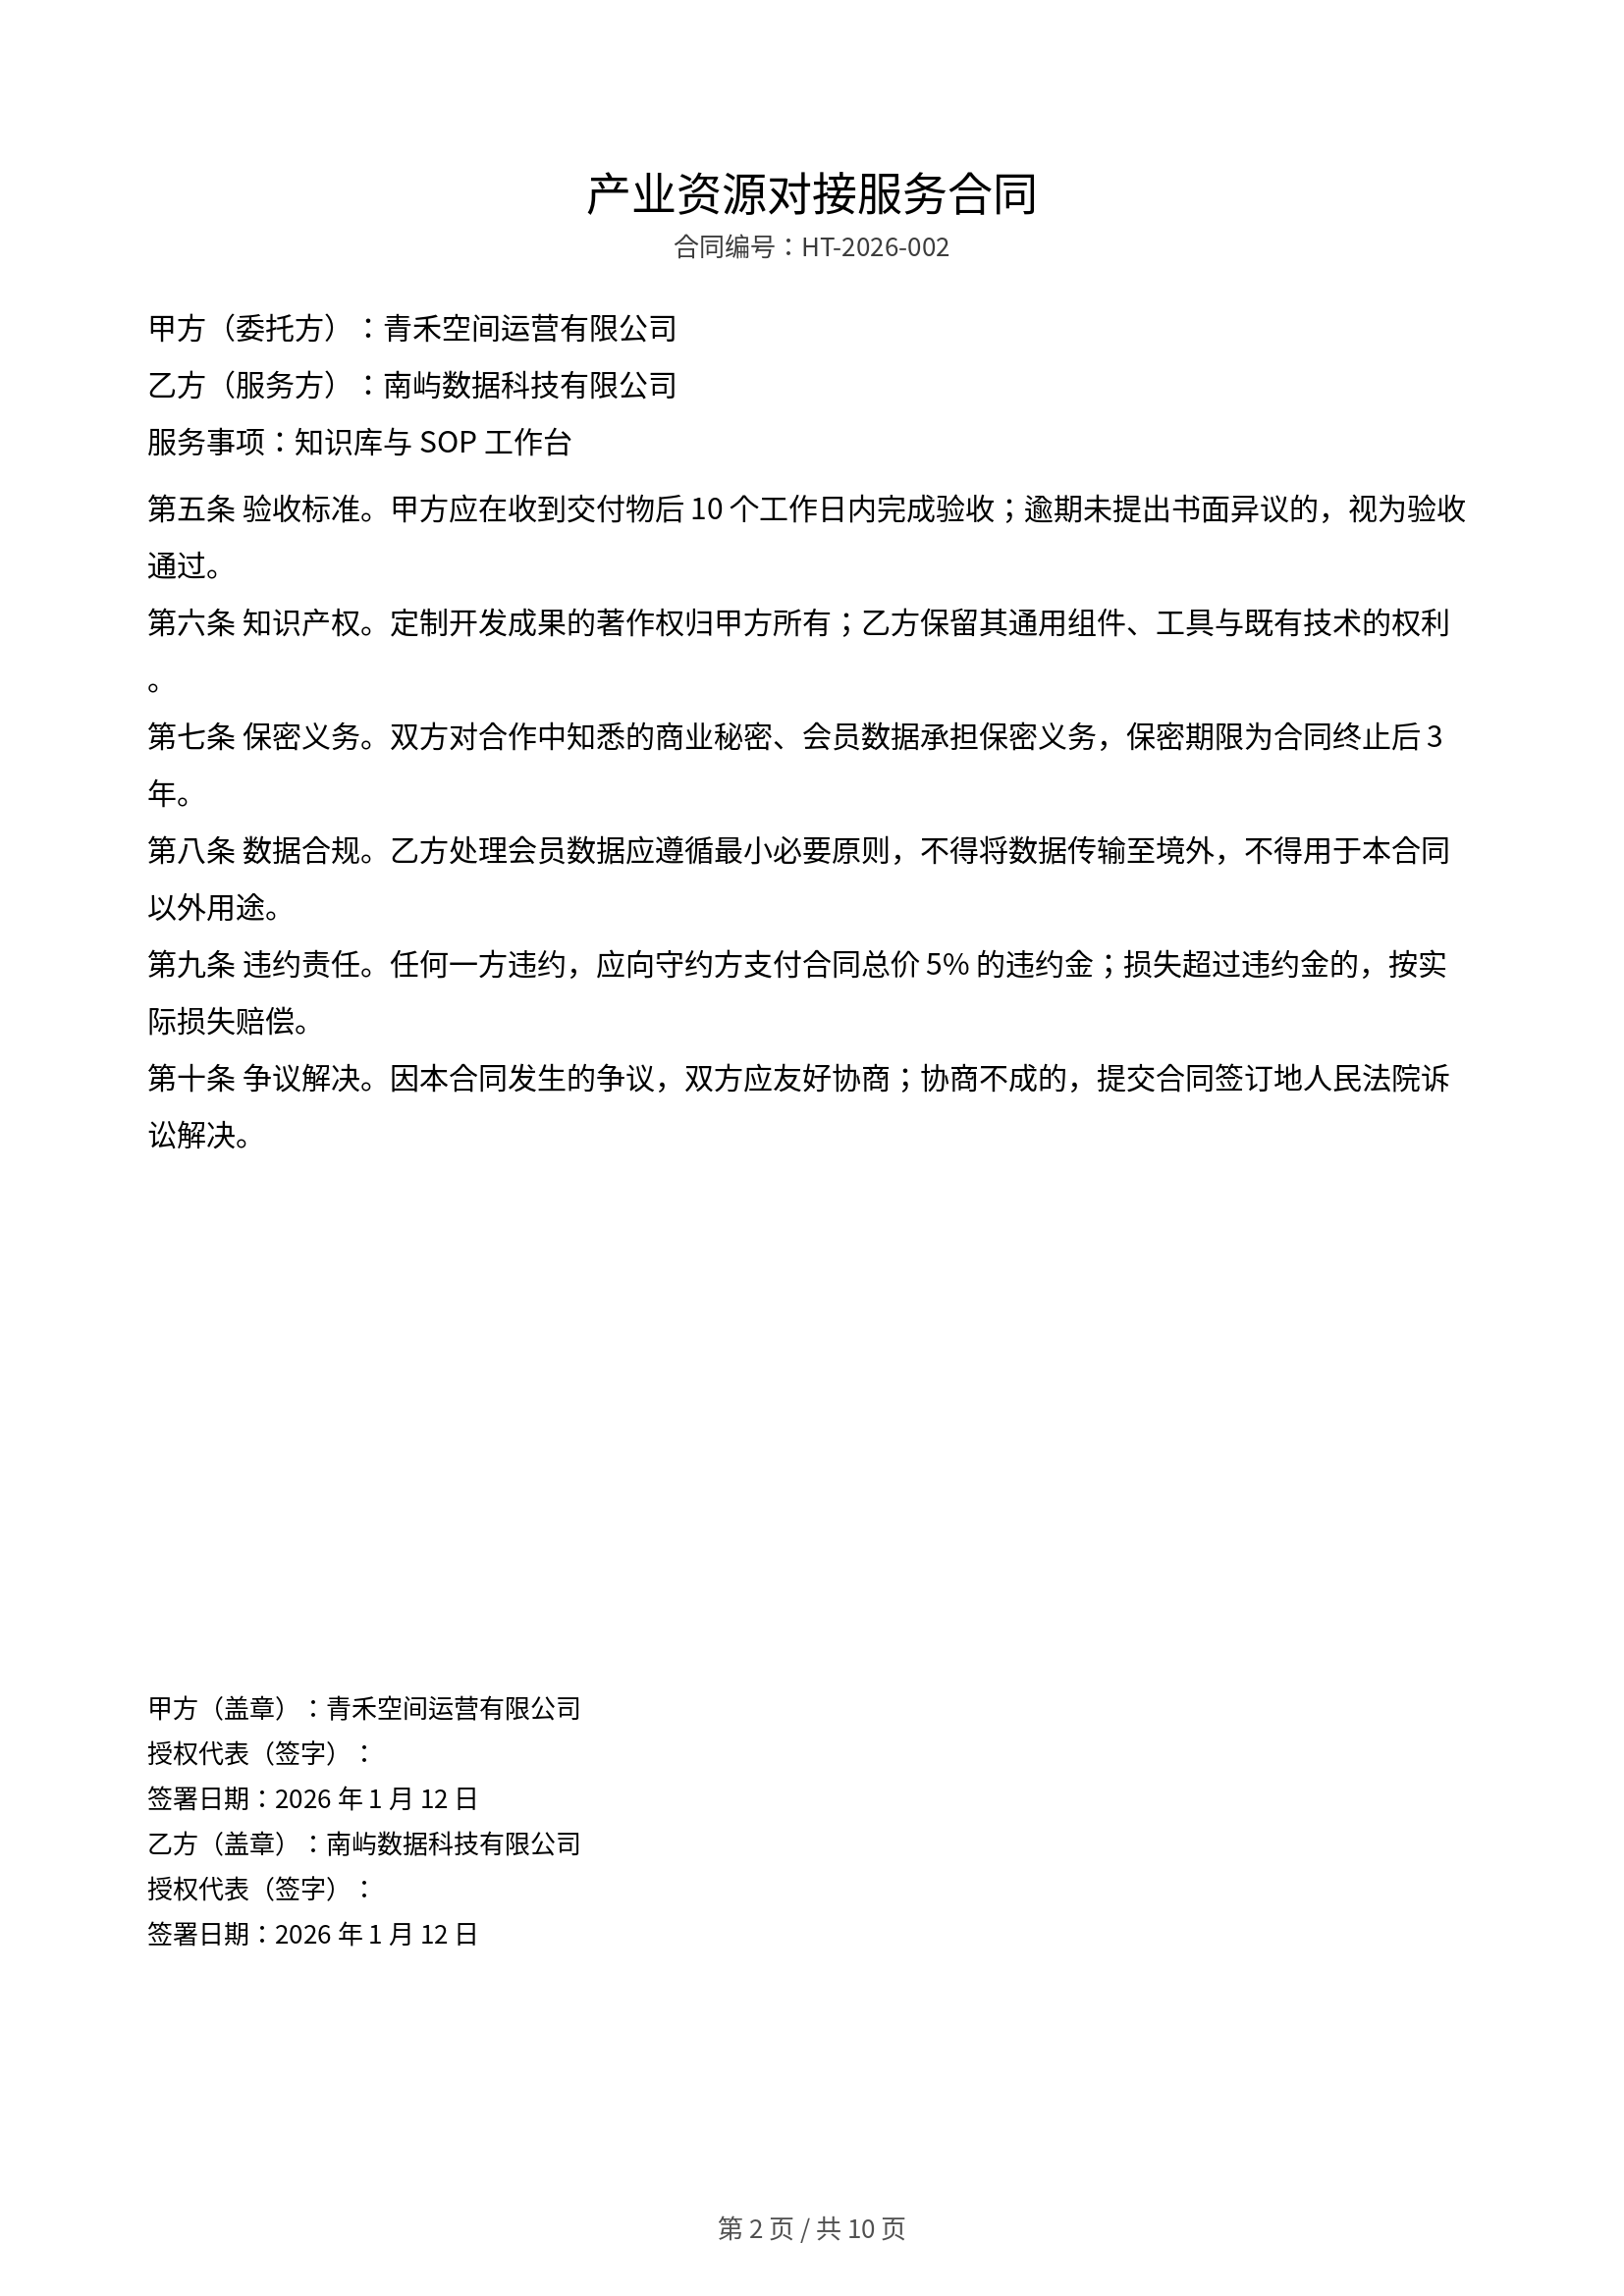 产业资源对接服务合同
合同编号：HT-2026-002
甲方（委托方）：青禾空间运营有限公司
乙方（服务方）：南屿数据科技有限公司
服务事项：知识库与 SOP 工作台
第五条 验收标准。甲方应在收到交付物后 10 个工作日内完成验收；逾期未提出书面异议的，视为验收
通过。
第六条 知识产权。定制开发成果的著作权归甲方所有；乙方保留其通用组件、工具与既有技术的权利
。
第七条 保密义务。双方对合作中知悉的商业秘密、会员数据承担保密义务，保密期限为合同终止后 3
年。
第八条 数据合规。乙方处理会员数据应遵循最小必要原则，不得将数据传输至境外，不得用于本合同
以外用途。
第九条 违约责任。任何一方违约，应向守约方支付合同总价 5% 的违约金；损失超过违约金的，按实
际损失赔偿。
第十条 争议解决。因本合同发生的争议，双方应友好协商；协商不成的，提交合同签订地人民法院诉
讼解决。
甲方（盖章）：青禾空间运营有限公司
授权代表（签字）：
签署日期：2026 年 1 月 12 日
乙方（盖章）：南屿数据科技有限公司
授权代表（签字）：
签署日期：2026 年 1 月 12 日
第 2 页 / 共 10 页